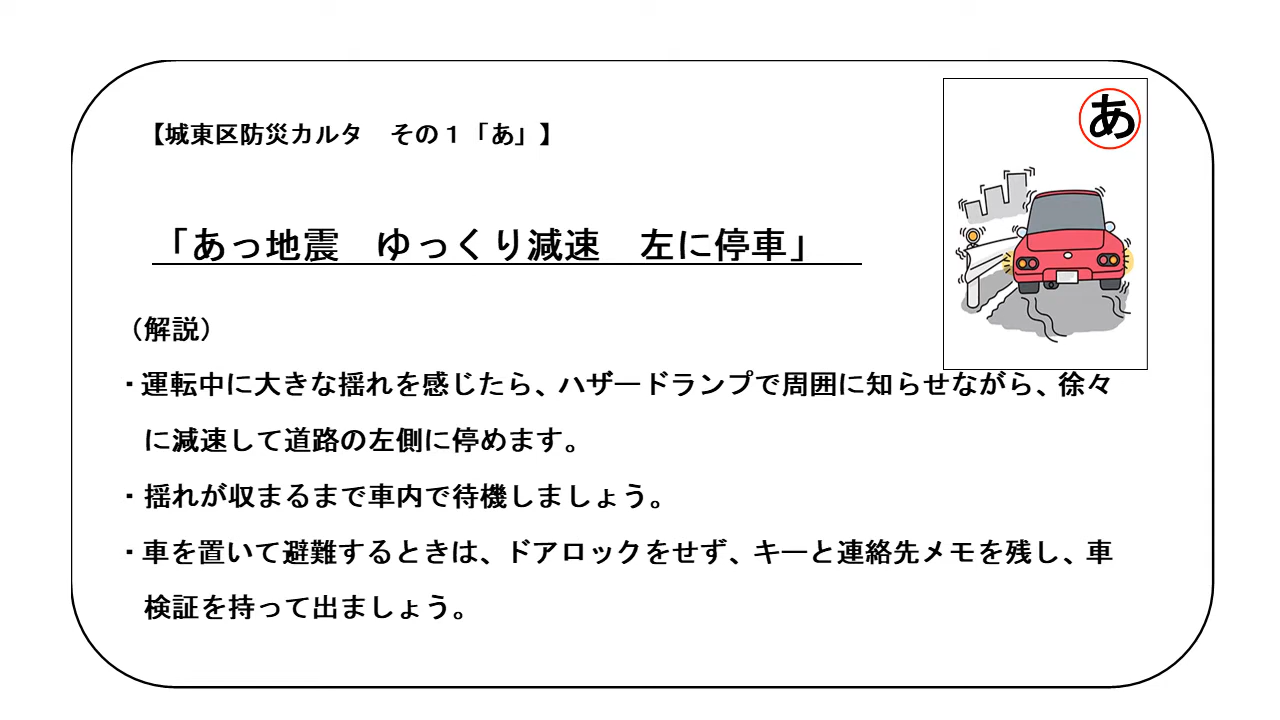 【城東区防災カルタ　その１「あ」】
あ
「あっ地震　ゆっくり減速　左に停車」
（解説）
・運転中に大きな揺れを感じたら、ハザードランプで周囲に知らせながら、徐々
に減速して道路の左側に停めます。
・揺れが収まるまで車内で待機しましょう。
・車を置いて避難するときは、ドアロックをせず、キーと連絡先メモを残し、車
検証を持って出ましょう。